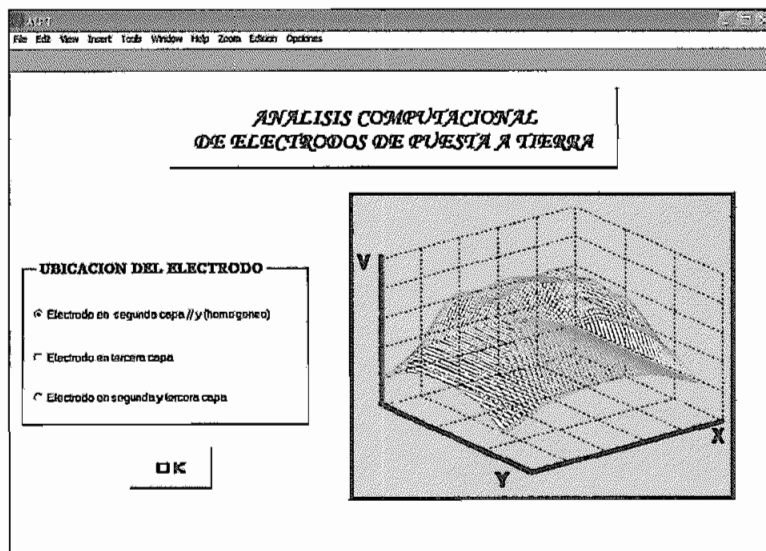 File Edit View Insert Tools Window Help Zoom Edicion Opciones
ANALISIS COMPUTACIONAL
DE ELECTRODOS DE PUESTA A TIERRA
UBICACION DEL ELECTRODO
Electrodo en segunda capa // y (homogeneo)
Electrodo en tercera capa
Electrodo en segunda y tercera capa
OK
V
X
Y